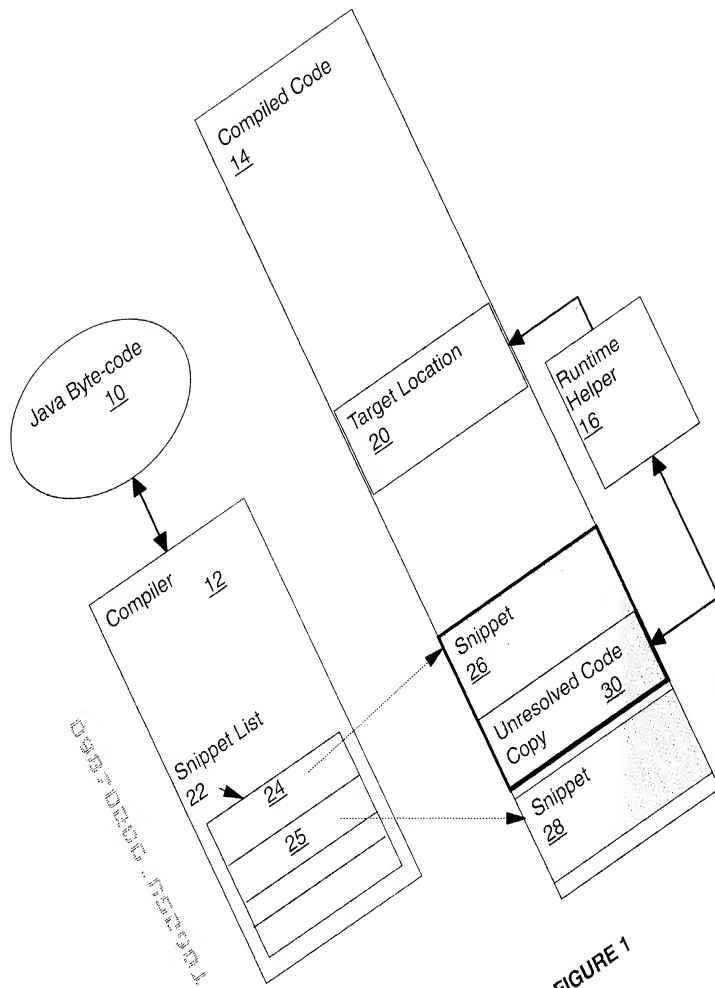 Compiled Code
14
Java Byte-code
10
Target Location
20
Runtime
Helper
16
Compiler 12
Snippet
26
Unresolved Code
Copy 30
Snippet List
22
24
25
Snippet
28
FIGURE 1